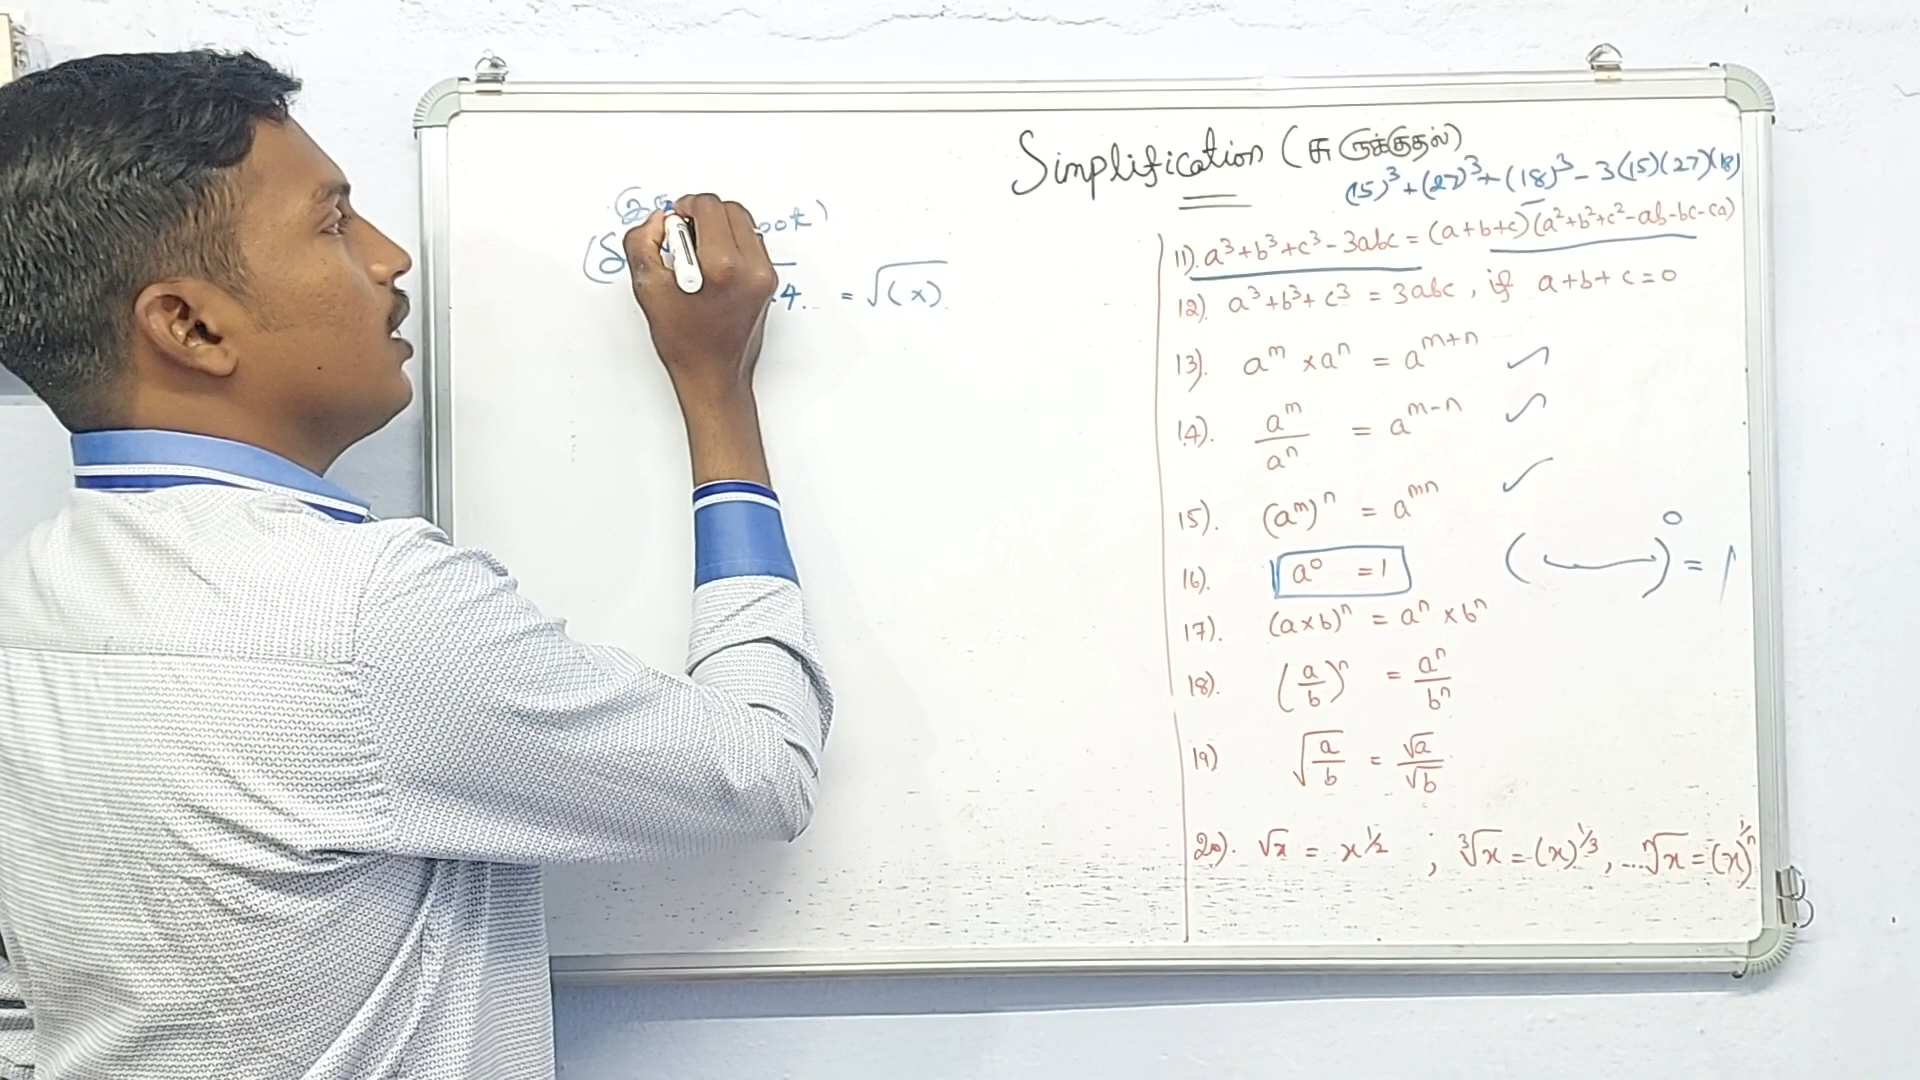 Simplification (சுருக்குதல்)
(15)³ + (27)³ + (18)³ - 3(15)(27)(18)
11). a³ + b³ + c³ - 3abc = (a+b+c)(a²+b²+c²-ab-bc-ca)
12). a³ + b³ + c³ = 3abc , if a + b + c = 0
13). aᵐ × aⁿ = aᵐ⁺ⁿ
14). aᵐ/aⁿ = aᵐ⁻ⁿ
15). (aᵐ)ⁿ = aᵐⁿ
16). a⁰ = 1
( )⁰ = 1
17). (a×b)ⁿ = aⁿ × bⁿ
18). (a/b)ⁿ = aⁿ/bⁿ
19) √(a/b) = √a/√b
20). √x = x^½ ; ³√x = (x)^⅓ , ...ⁿ√x = (x)^1/n
4. = √(x)